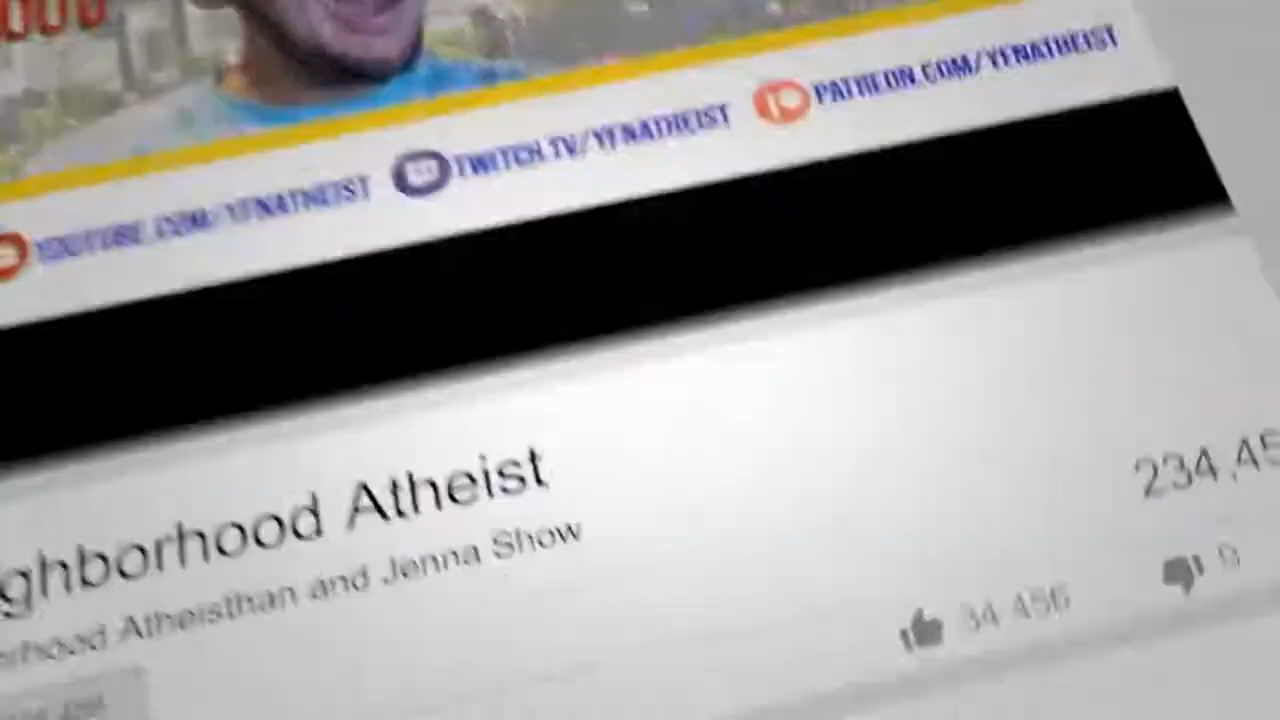 YOUTUBE.COM/YFNATHEIST
TWITCH.TV/YFNATHEIST
PATREON.COM/YFNATHEIST
ghborhood Atheist
rhood Atheisthan and Jenna Show
234,45
34 456